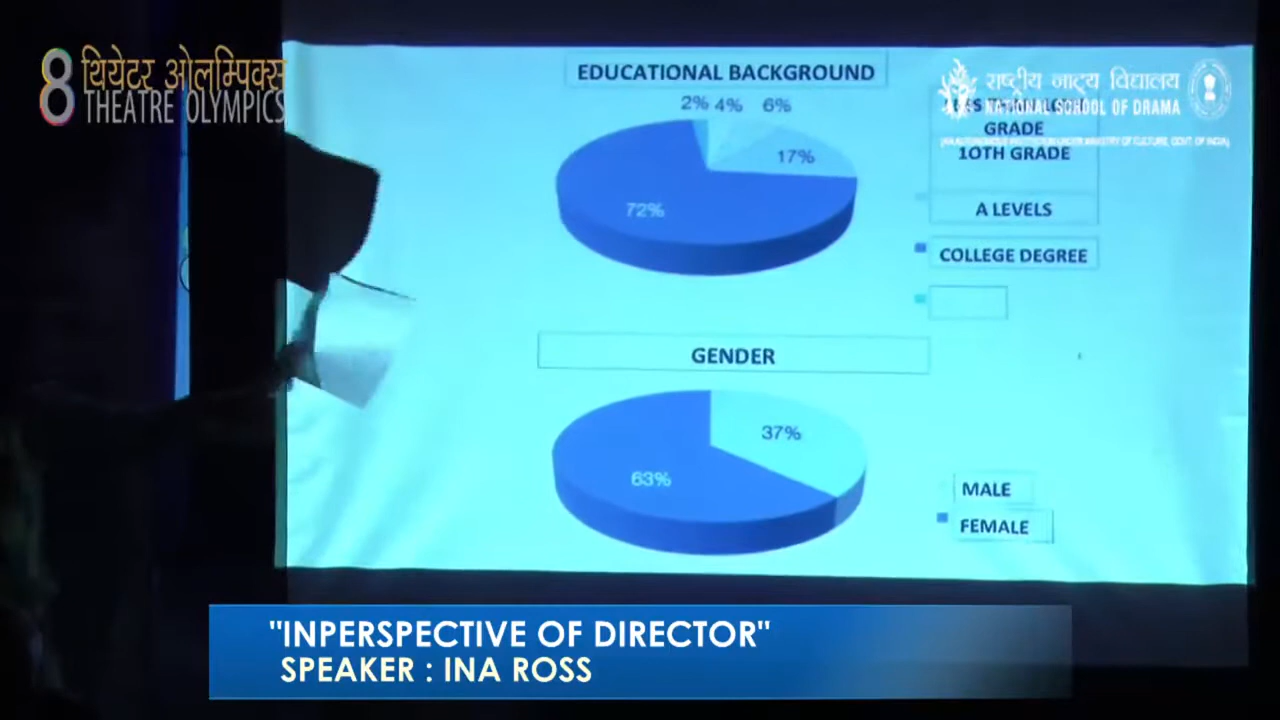 8 थियेटर ओलम्पिक्स
THEATRE OLYMPICS
राष्ट्रीय नाट्य विद्यालय
NATIONAL SCHOOL OF DRAMA
EDUCATIONAL BACKGROUND
2% 4% 6%
17%
72%
GRADE
10TH GRADE
A LEVELS
COLLEGE DEGREE
GENDER
37%
63%
MALE
FEMALE
"INPERSPECTIVE OF DIRECTOR"
SPEAKER : INA ROSS